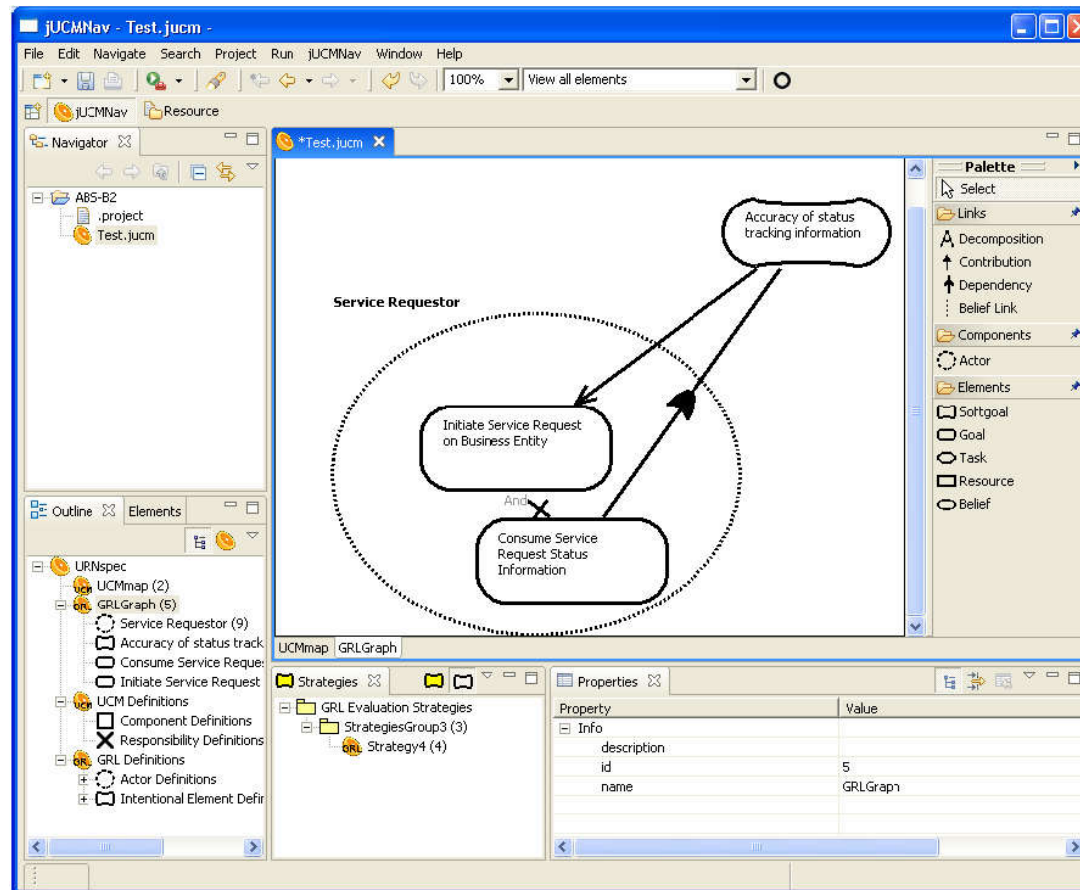 jUCMNav - Test.jucm -
File Edit Navigate Search Project Run jUCMNav Window Help
100% View all elements
jUCMNav Resource
Navigator
ABS-B2
.project
Test.jucm
*Test.jucm
Accuracy of status
tracking information
Service Requestor
Initiate Service Request
on Business Entity
And
Consume Service
Request Status
Information
UCMmap GRLGraph
Palette
Select
Links
Decomposition
Contribution
Dependency
Belief Link
Components
Actor
Elements
Softgoal
Goal
Task
Resource
Belief
Outline Elements
URNspec
UCMmap (2)
GRLGraph (5)
Service Requestor (9)
Accuracy of status track
Consume Service Reque
Initiate Service Request
UCM Definitions
Component Definitions
Responsibility Definitions
GRL Definitions
Actor Definitions
Intentional Element Defir
Strategies
GRL Evaluation Strategies
StrategiesGroup3 (3)
Strategy4 (4)
Properties
Property Value
Info
description
id 5
name GRLGraph